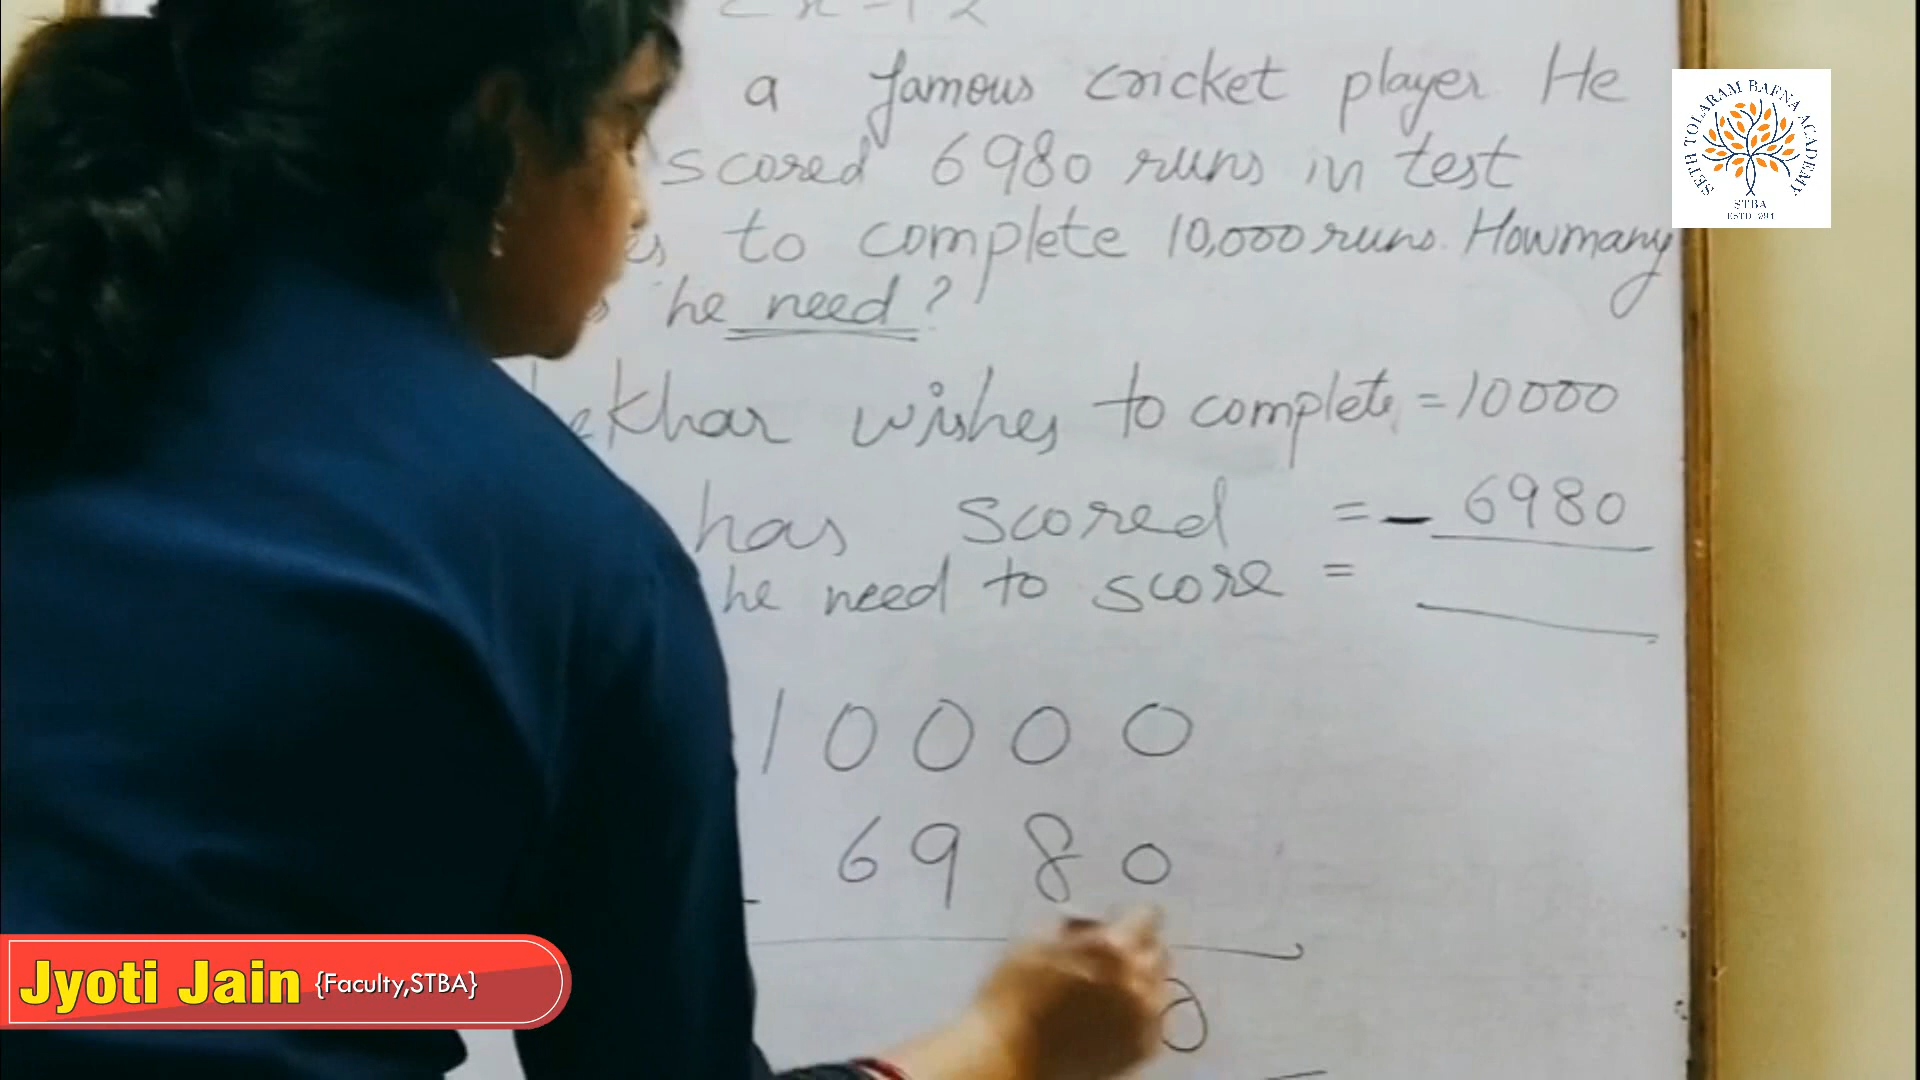 a famous cricket player. He
scored 6980 runs in test
to complete 10,000 runs. How many
he need?
wishes to complete = 10000
has scored = - 6980
he need to score =
10000
6980
-
0
SETH TOLARAM BAFNA ACADEMY
STBA
Jyoti Jain {Faculty,STBA}